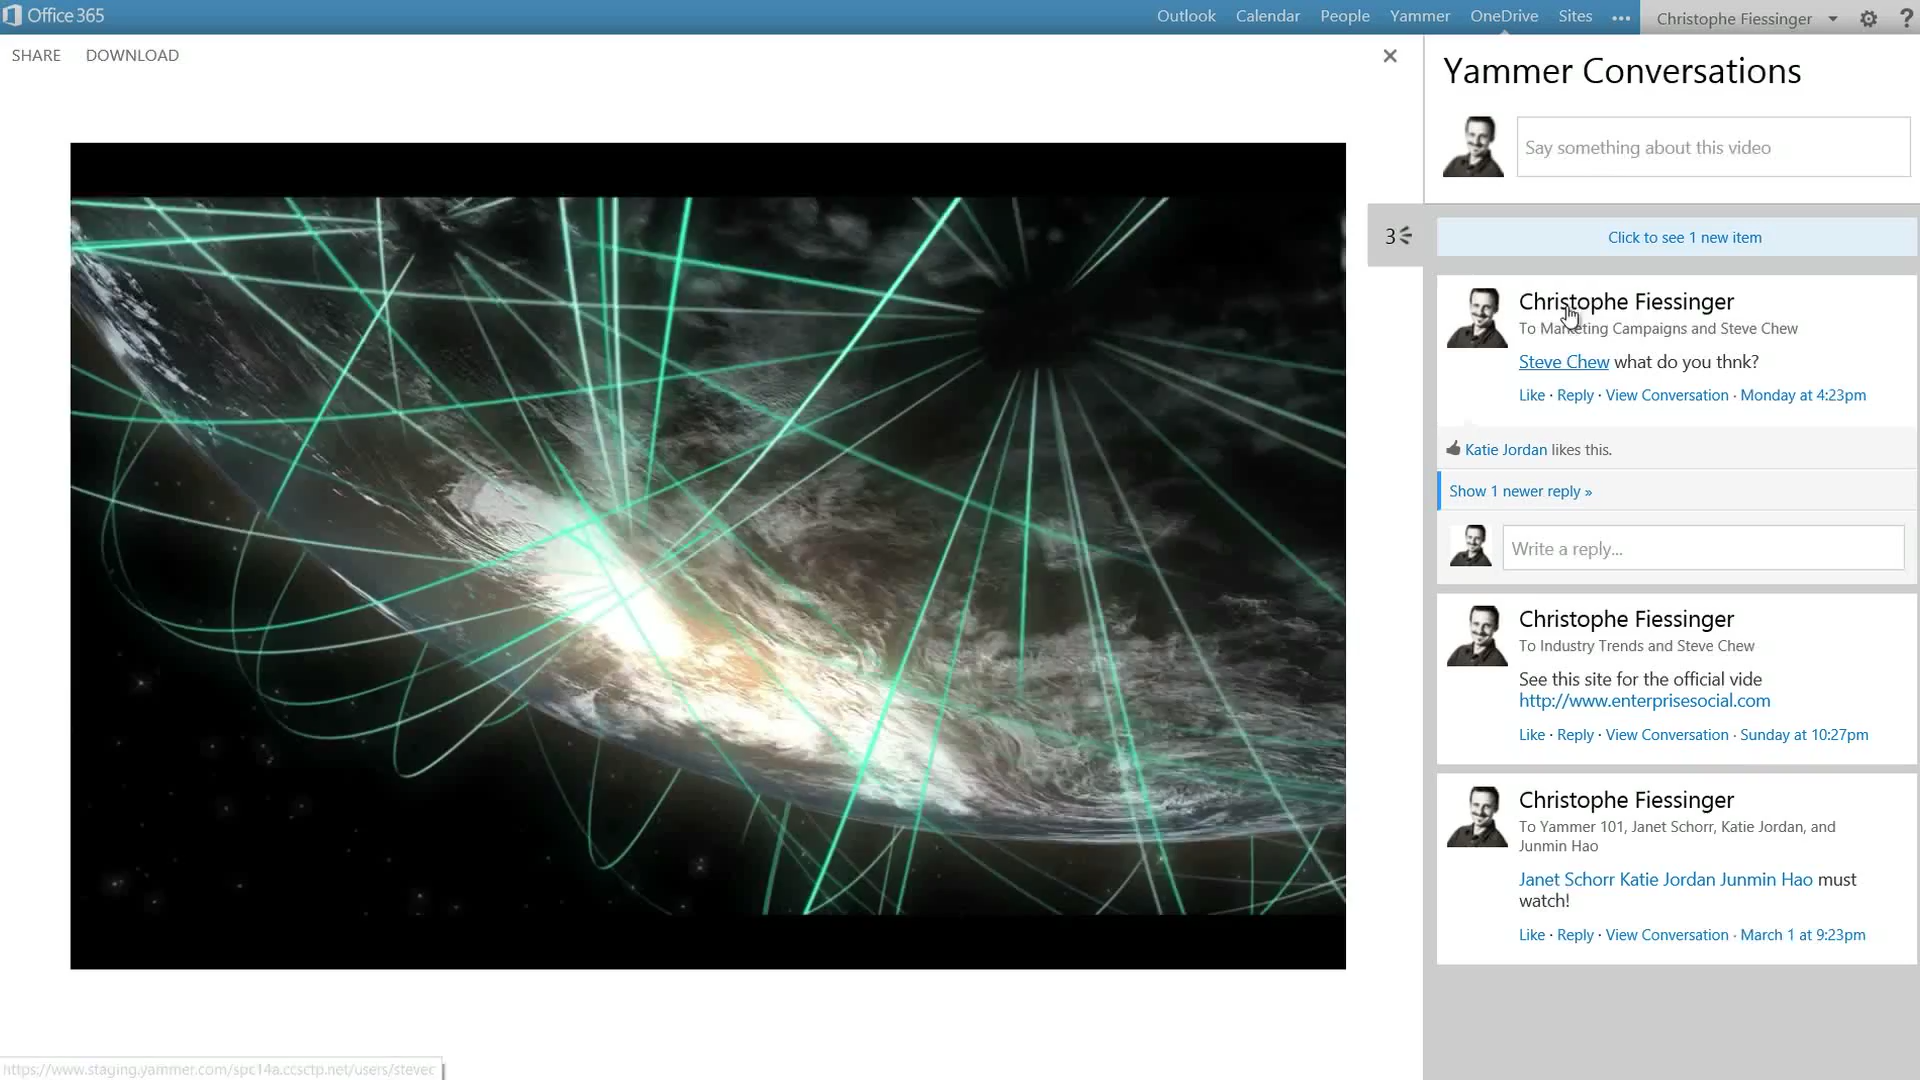 Office 365
Outlook Calendar People Yammer OneDrive Sites ••• Christophe Fiessinger ?
SHARE DOWNLOAD
Yammer Conversations
Say something about this video
3
Click to see 1 new item
Christophe Fiessinger
To Marketing Campaigns and Steve Chew
Steve Chew what do you thnk?
Like · Reply · View Conversation · Monday at 4:23pm
Katie Jordan likes this.
Show 1 newer reply »
Write a reply...
Christophe Fiessinger
To Industry Trends and Steve Chew
See this site for the official vide
http://www.enterprisesocial.com
Like · Reply · View Conversation · Sunday at 10:27pm
Christophe Fiessinger
To Yammer 101, Janet Schorr, Katie Jordan, and
Junmin Hao
Janet Schorr Katie Jordan Junmin Hao must
watch!
Like · Reply · View Conversation · March 1 at 9:23pm
https://www.staging.yammer.com/spc14a.ccsctp.net/users/stevec